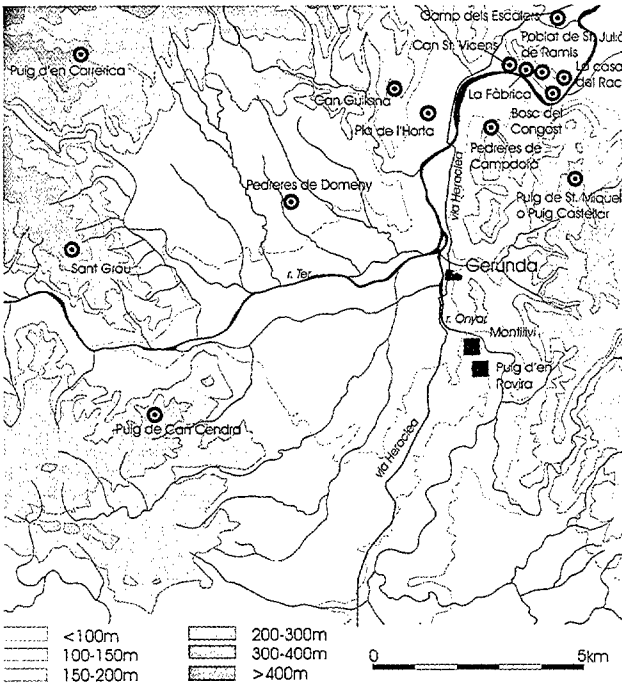 Camp dels Escalers
Can St. Vicens
Poblat de St. Julià
de Ramis
La casa
del Rac
La Fàbrica
Bosc del
Congost
Puig d'en Carrerica
Can Guilana
Pla de l'Horta
Pedreres de
Campdorà
via Heraclea
Pedreres de Domeny
Puig de St. Miquel
o Puig Castellar
Sant Grau
r. Ter
Gerunda
r. Onyar
Montilivi
Puig d'en
Rovira
Puig de Can Cendra
via Heraclea
<100m
100-150m
150-200m
200-300m
300-400m
>400m
0
5km